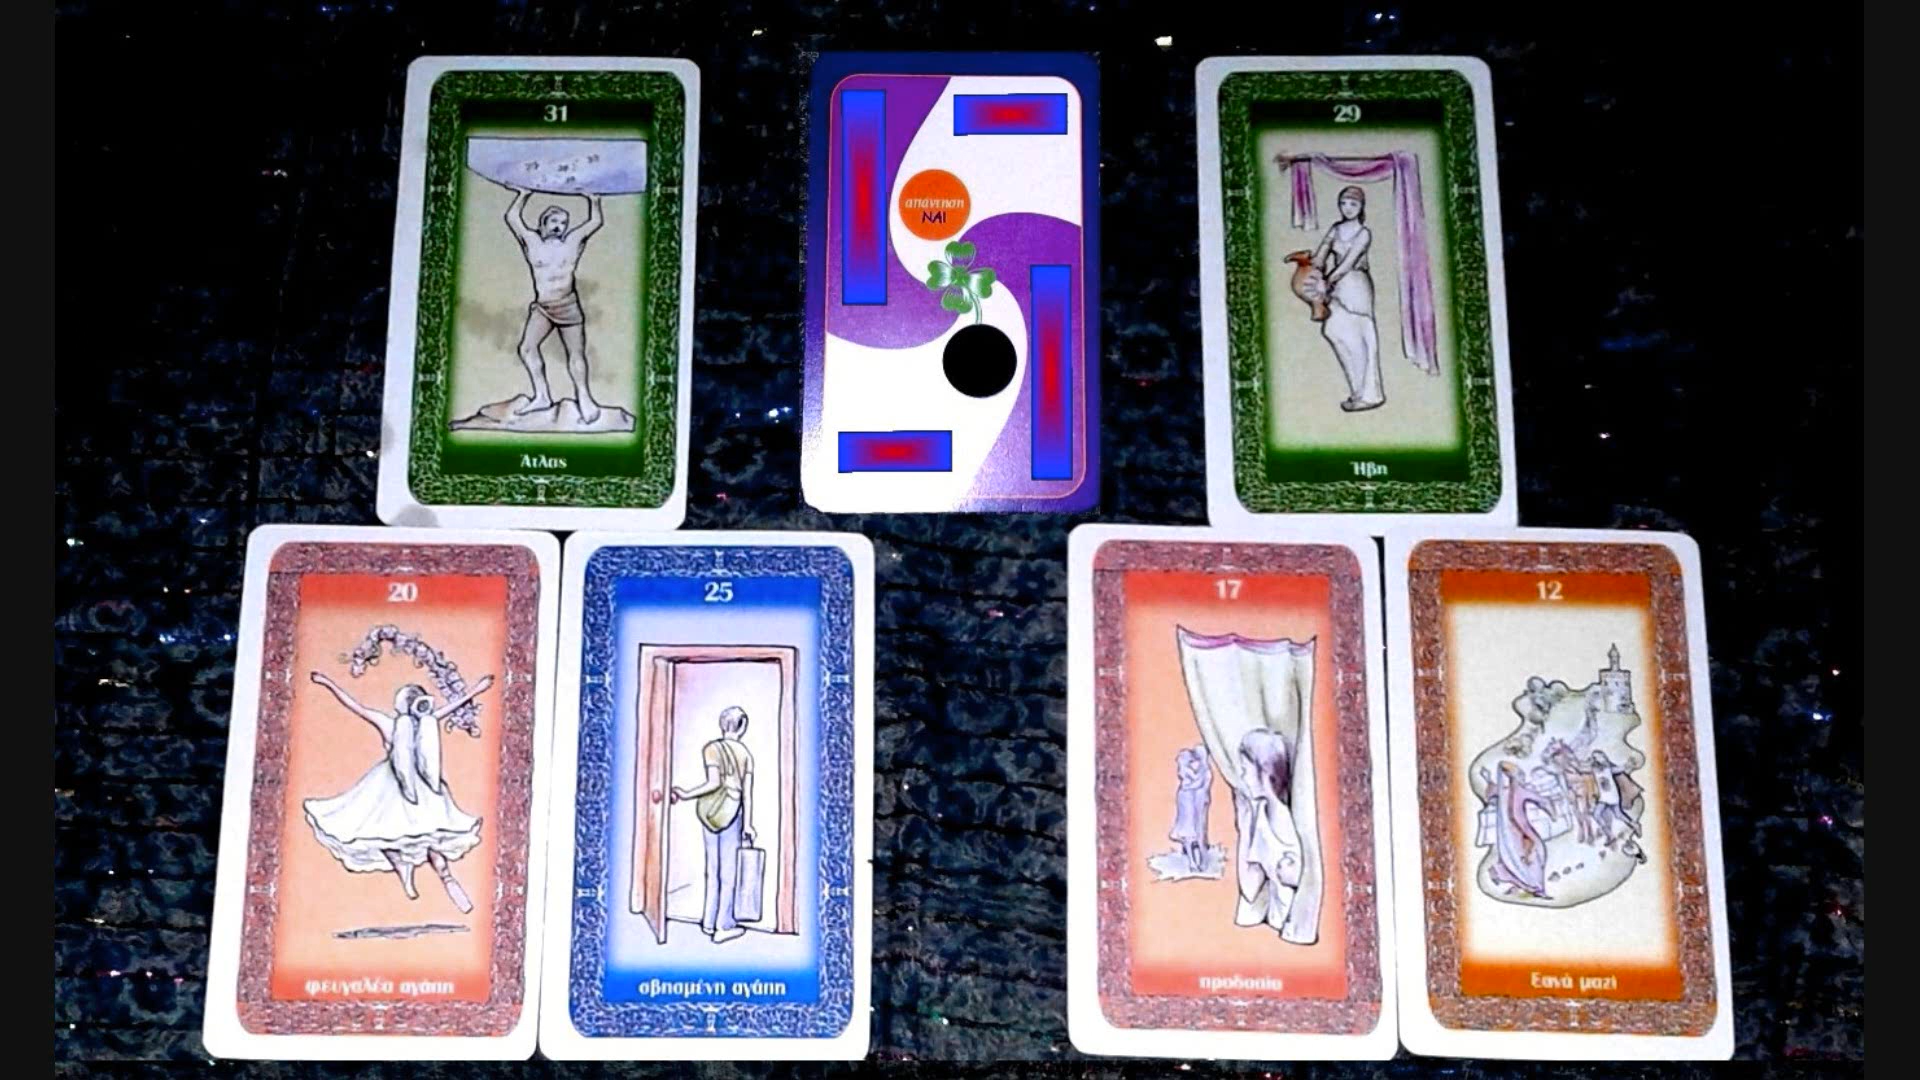 31
Άτλας
απάντηση
ΝΑΙ
29
Ήβη
20
φευγαλέα αγάπη
25
σβησμένη αγάπη
17
προδοσία
12
Ξανά μαζί